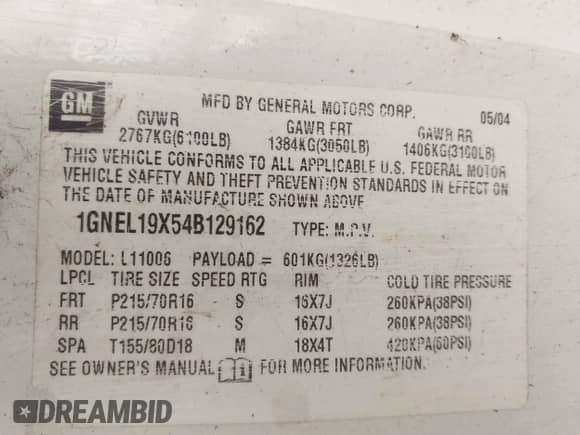 GM
MFD BY GENERAL MOTORS CORP. 05/04
GVWR GAWR FRT GAWR RR
2767KG(6100LB) 1384KG(3050LB) 1406KG(3100LB)
THIS VEHICLE CONFORMS TO ALL APPLICABLE U.S. FEDERAL MOTOR
VEHICLE SAFETY AND THEFT PREVENTION STANDARDS IN EFFECT ON
THE DATE OF MANUFACTURE SHOWN ABOVE
1GNEL19X54B129162 TYPE: M.P.V.
MODEL: L11006 PAYLOAD = 601KG(1326LB)
LPCL TIRE SIZE SPEED RTG RIM COLD TIRE PRESSURE
FRT P215/70R16 S 16X7J 260KPA(38PSI)
RR P215/70R16 S 16X7J 260KPA(38PSI)
SPA T155/80D18 M 18X4T 420KPA(60PSI)
SEE OWNER'S MANUAL FOR MORE INFORMATION.
DREAMBID